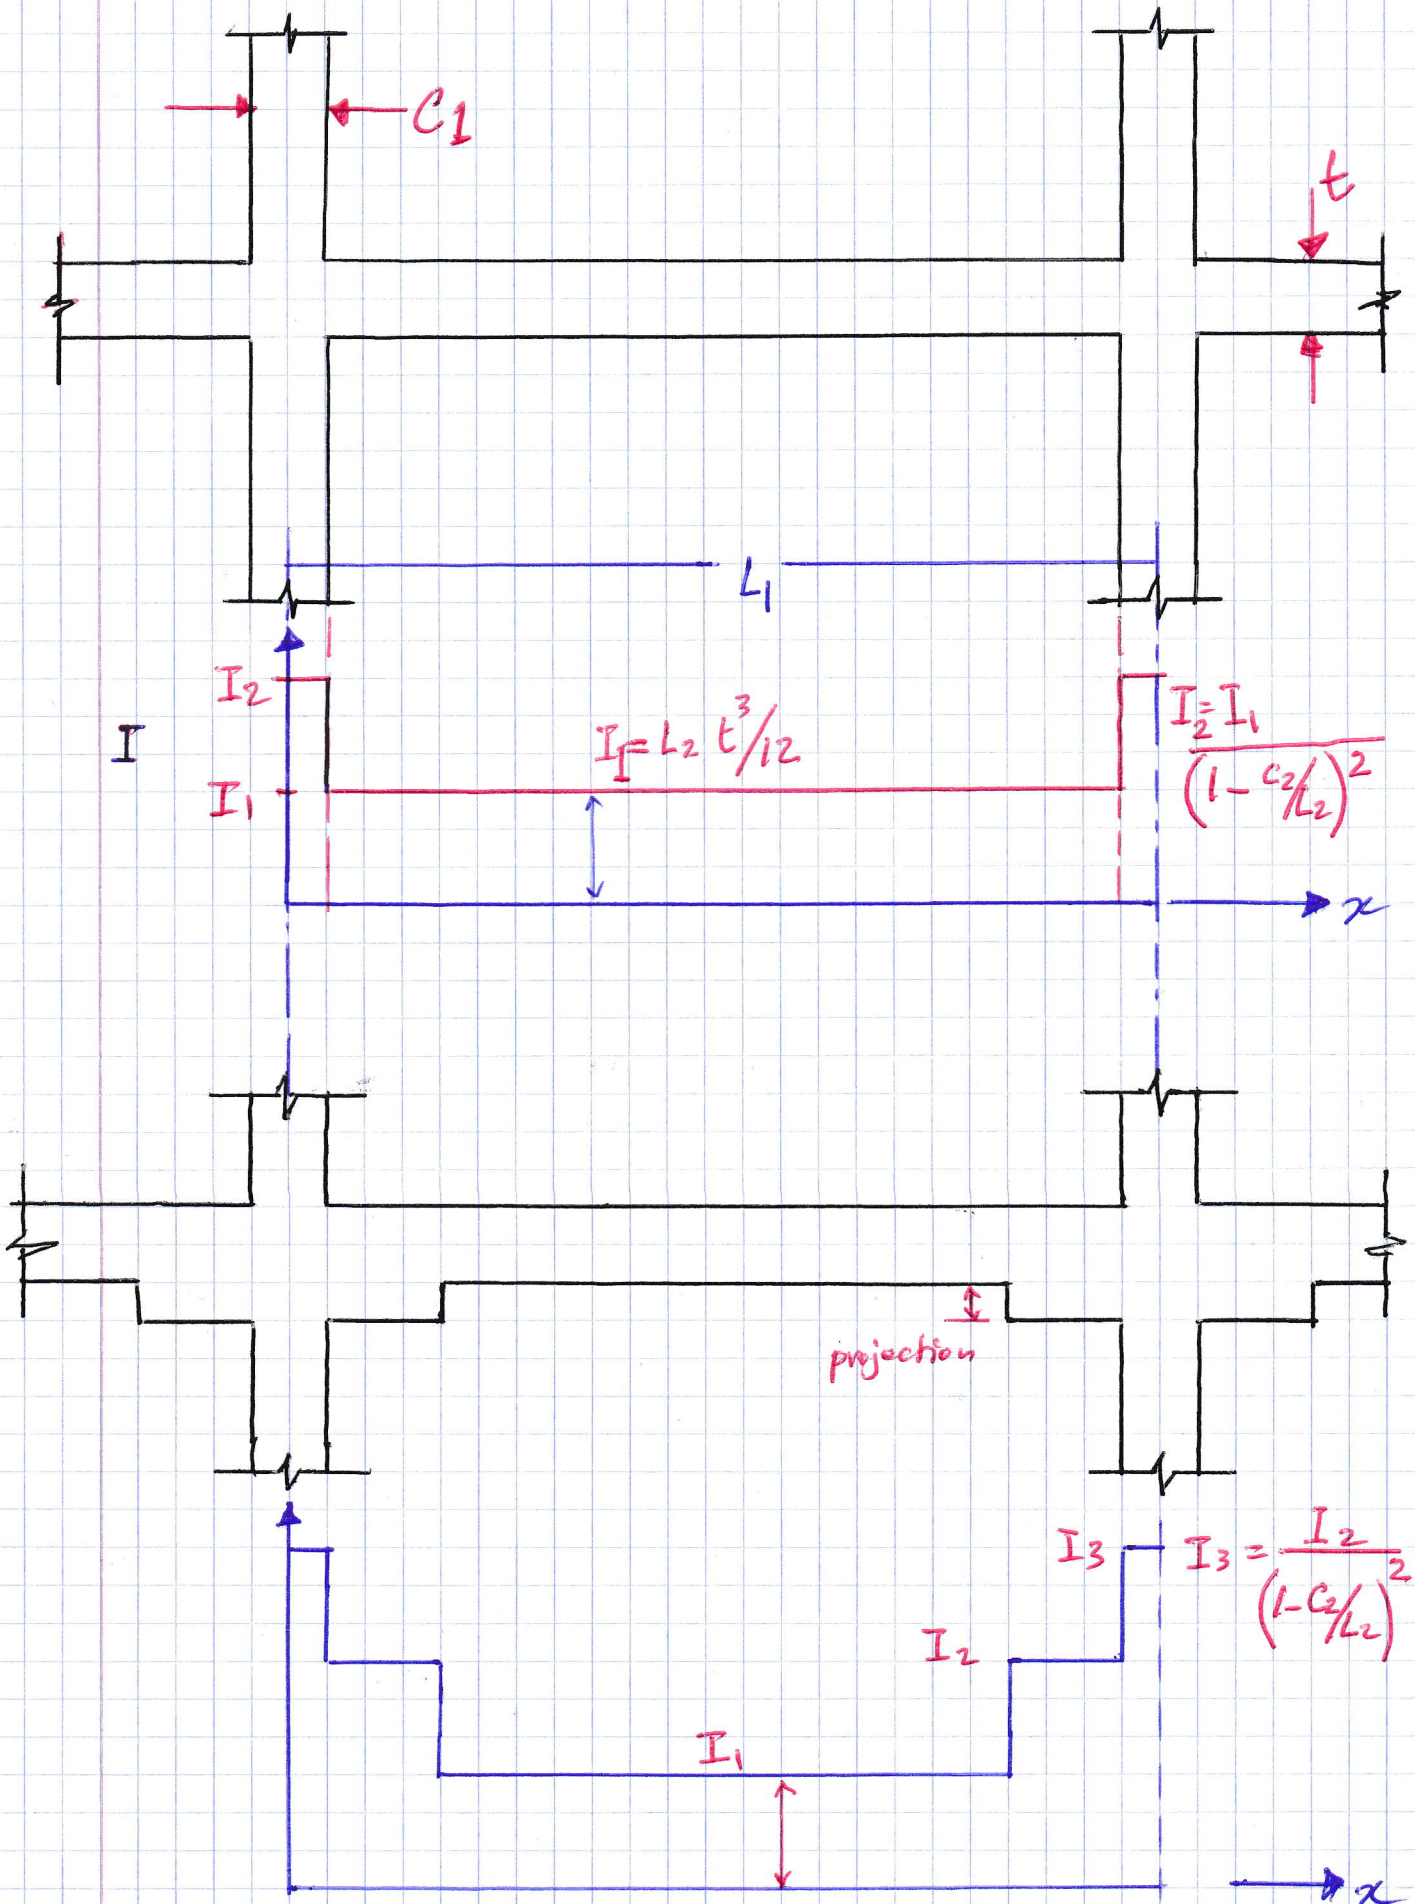 C1
t
L1
I2
I1=L2 t³/12
I2=I1
(1-C2/L2)²
I
I1
x
projection
I3
I3=I2
(1-C2/L2)²
I2
I1
x